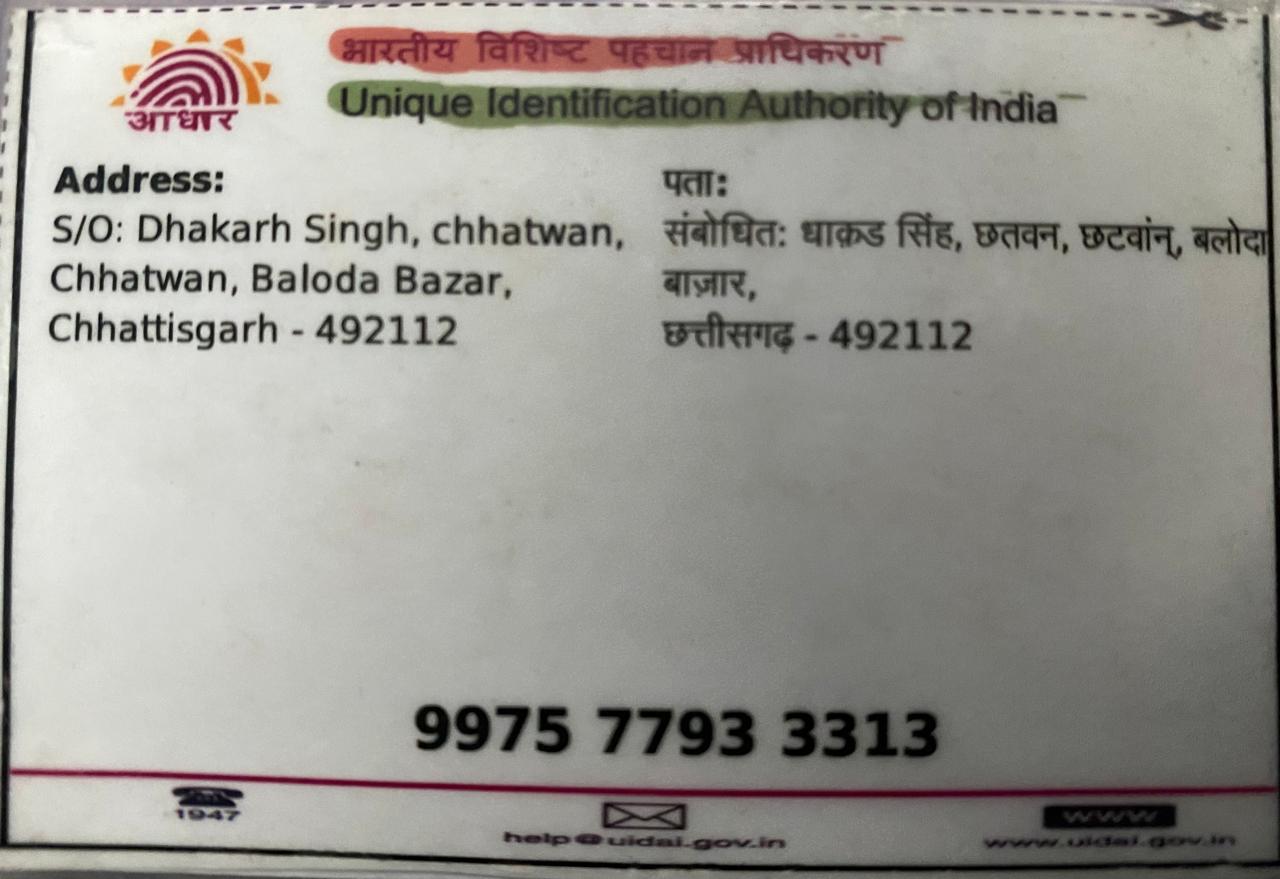 आधार
भारतीय विशिष्ट पहचान प्राधिकरण
Unique Identification Authority of India
Address:
S/O: Dhakarh Singh, chhatwan,
Chhatwan, Baloda Bazar,
Chhattisgarh - 492112
पता:
संबोधित: धाक़ड सिंह, छतवन, छटवांन्, बलोदा
बाज़ार,
छत्तीसगढ़ - 492112
9975 7793 3313
1947
help@uidai.gov.in
www
www.uidai.gov.in